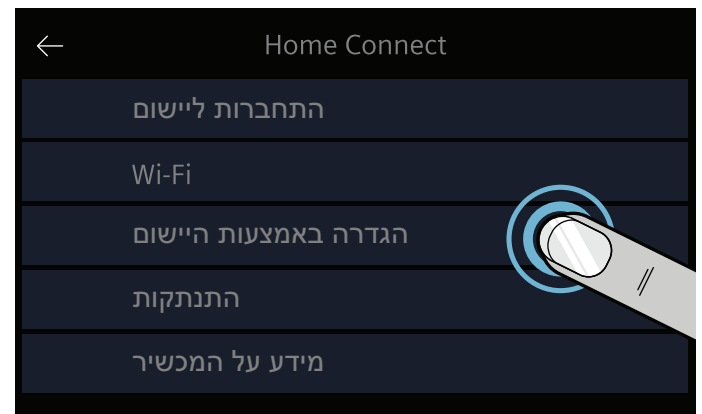 Home Connect
התחברות ליישום
Wi-Fi
הגדרה באמצעות היישום
התנתקות
מידע על המכשיר